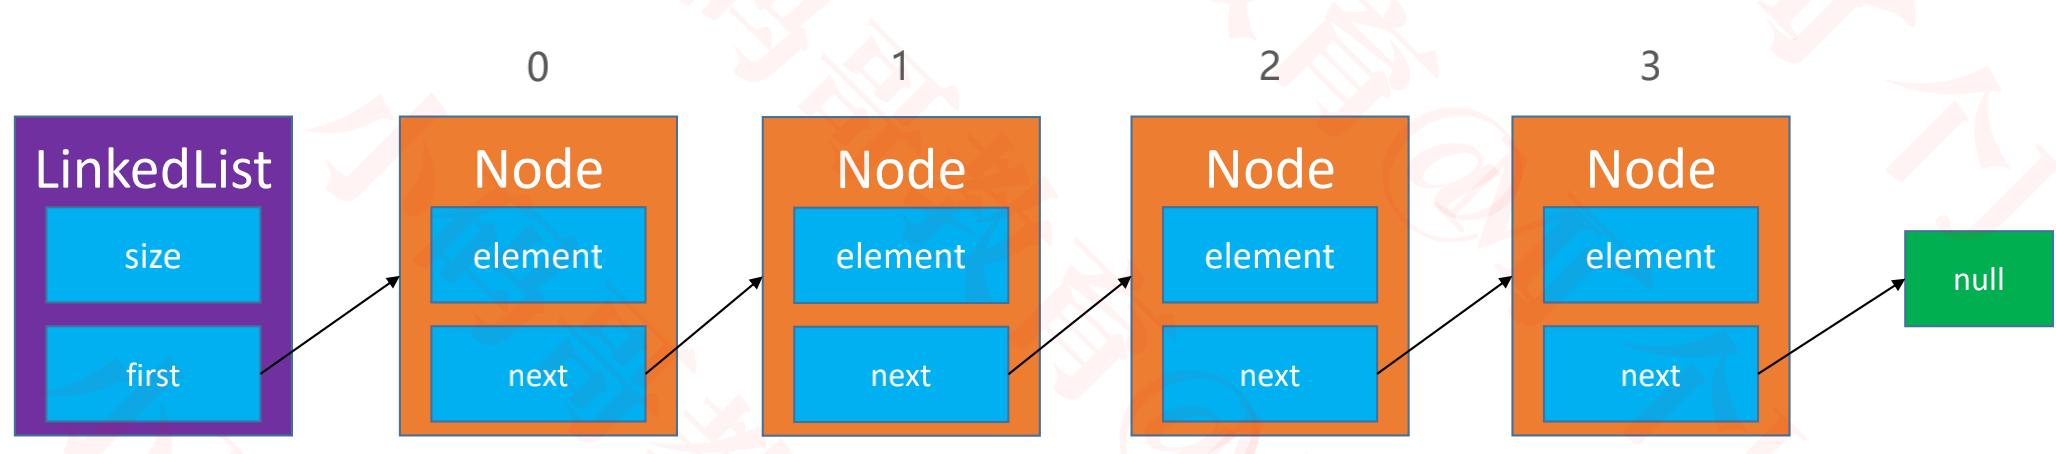 0 1 2 3
LinkedList Node Node Node Node
size element element element element
null
first next next next next